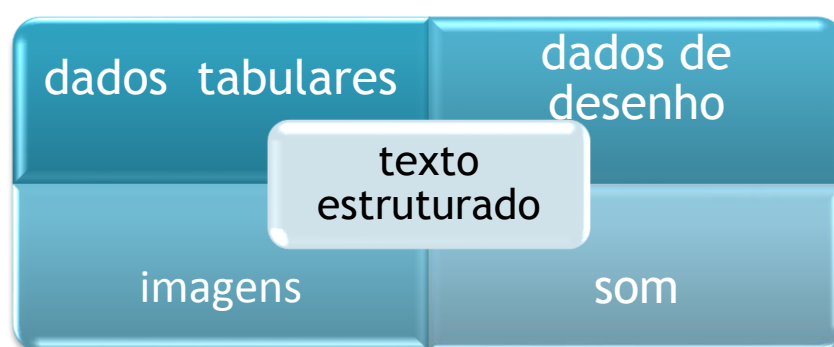 dados tabulares
dados de
desenho
texto
estruturado
imagens
som